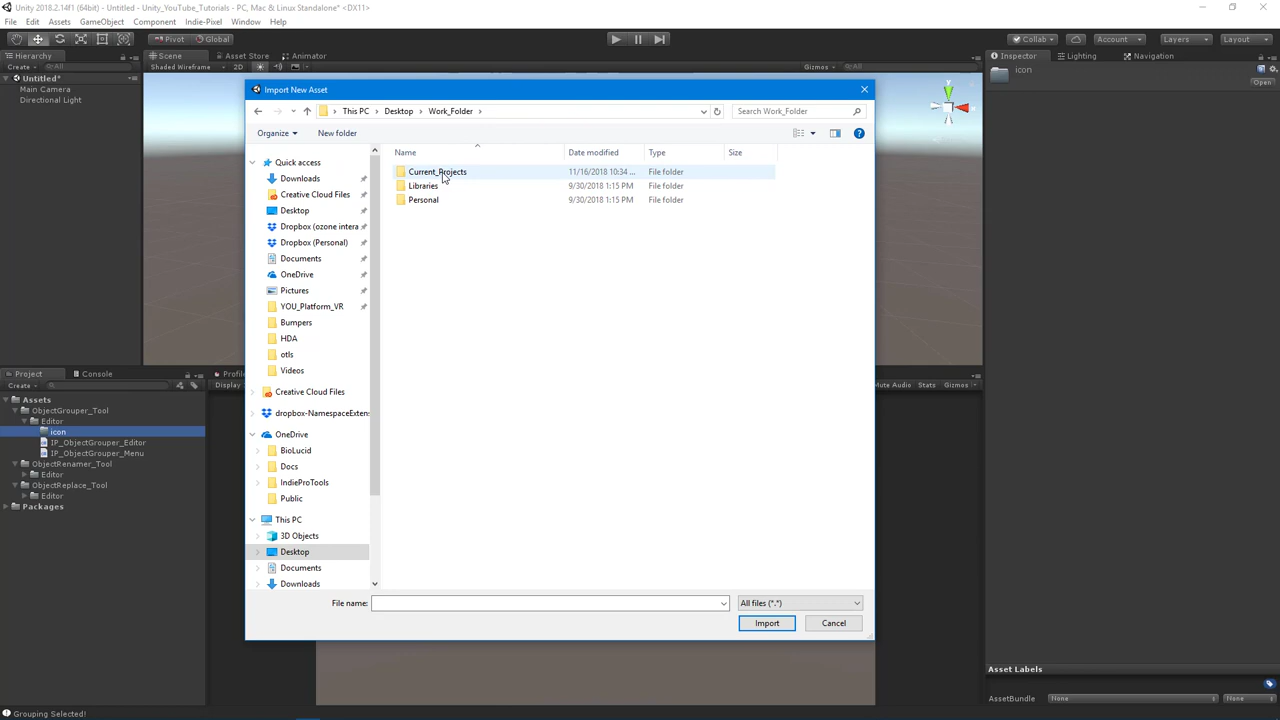 Unity 2018.2.14f1 (64bit) - Untitled - Unity_YouTube_Tutorials - PC, Mac & Linux Standalone* <DX11>
File Edit Assets GameObject Component Indie-Pixel Window Help
Pivot Global Collab Account Layers Layout
Hierarchy Scene Asset Store Animator Inspector Lighting Navigation
Create All Shaded Wireframe 2D Gizmos All icon
Open
Untitled*
Main Camera
Directional Light
Import New Asset
This PC > Desktop > Work_Folder > Search Work_Folder
Organize New folder
Name Date modified Type Size
Current_Projects 11/16/2018 10:34 ... File folder
Libraries 9/30/2018 1:15 PM File folder
Personal 9/30/2018 1:15 PM File folder
Quick access
Downloads
Creative Cloud Files
Desktop
Dropbox (ozone intera
Dropbox (Personal)
Documents
OneDrive
Pictures
YOU_Platform_VR
Bumpers
HDA
otls
Videos
Creative Cloud Files
dropbox-NamespaceExten
OneDrive
BioLucid
Docs
IndieProTools
Public
This PC
3D Objects
Desktop
Documents
Downloads
File name: All files (*.*)
Import Cancel
Y
Project Console Profile
Create Display Mute Audio Stats Gizmos
Assets
ObjectGrouper_Tool
Editor
icon
IP_ObjectGrouper_Editor
IP_ObjectGrouper_Menu
ObjectRenamer_Tool
Editor
ObjectReplace_Tool
Editor
Packages
Asset Labels
AssetBundle None None
Grouping Selected!